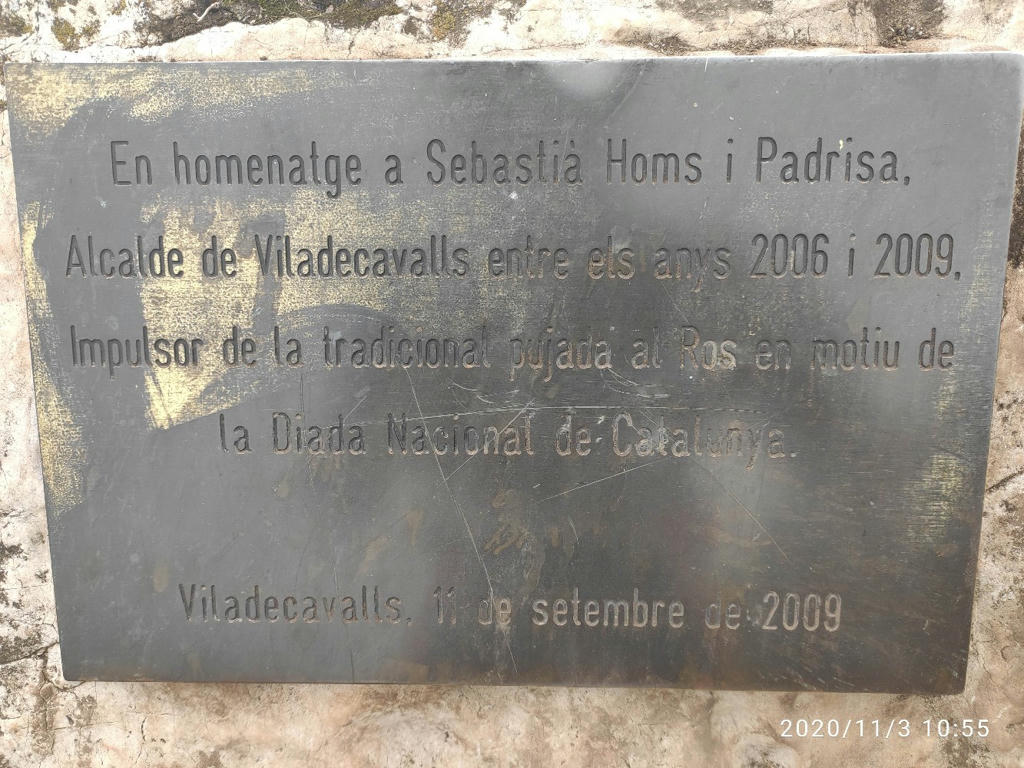 En homenatge a Sebastià Homs i Padrisa,
Alcalde de Viladecavalls entre els anys 2006 i 2009,
Impulsor de la tradicional pujada al Ros en motiu de
la Diada Nacional de Catalunya.
Viladecavalls, 11 de setembre de 2009
2020/11/3 10:55